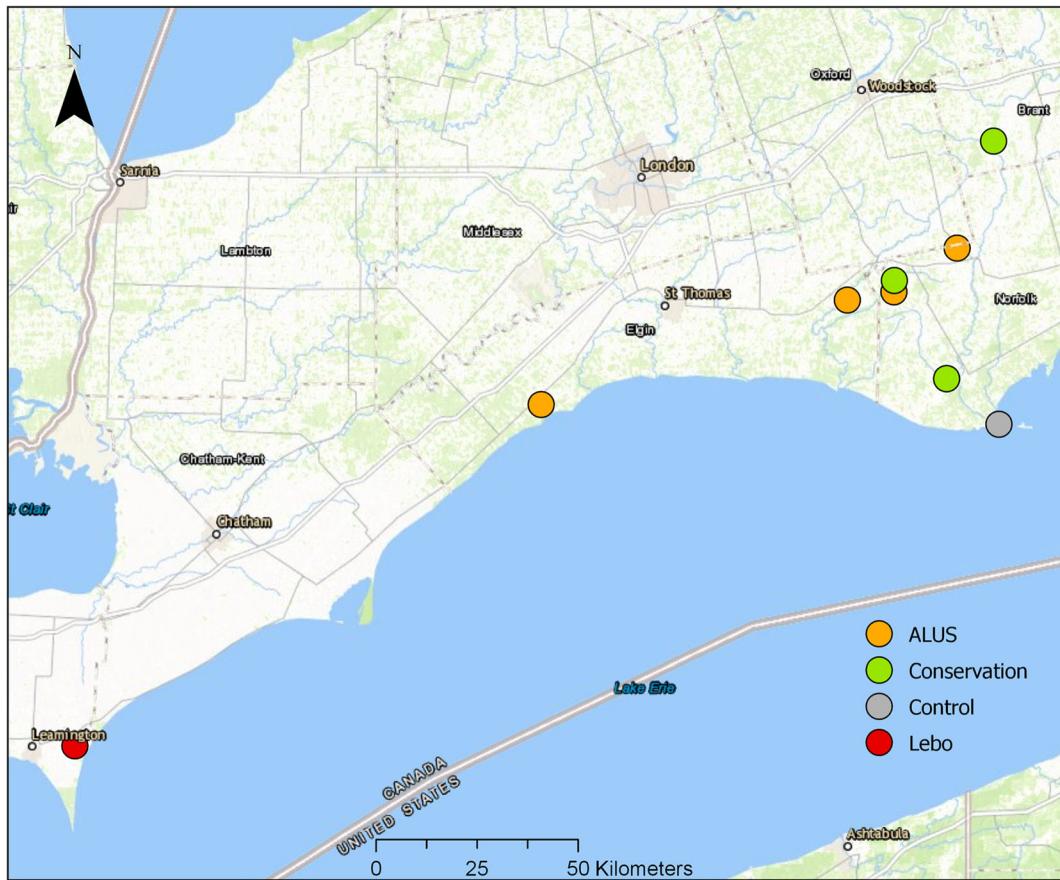 N
Oxford
Woodstock
Brant
Sarnia
London
Lambton
Middlesex
St Thomas
Norfolk
Elgin
Chatham-Kent
t Clair
Chatham
ALUS
Conservation
Lake Erie
Control
Leamington
Lebo
CANADA
UNITED STATES
Ashtabula
0 25 50 Kilometers